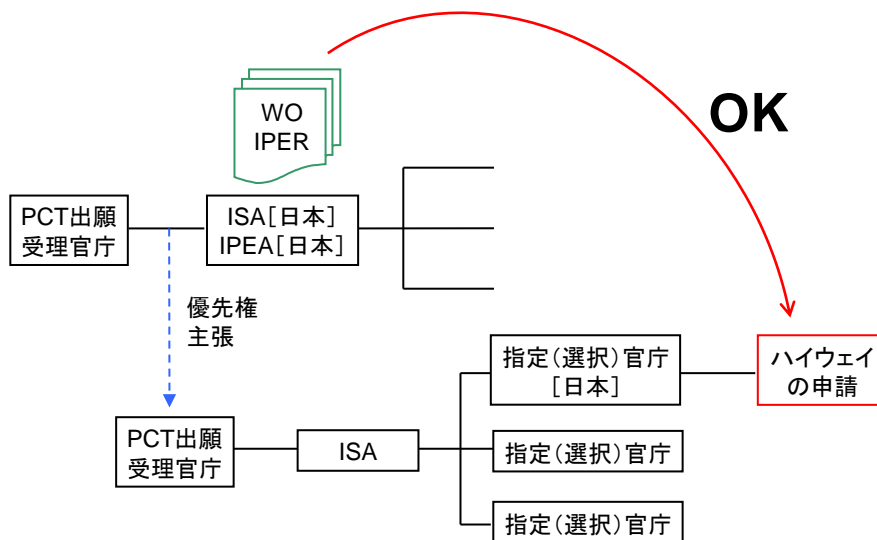 WO
IPER
OK
PCT出願
受理官庁
ISA[日本]
IPEA[日本]
優先権
主張
指定(選択)官庁
[日本]
ハイウェイ
の申請
PCT出願
受理官庁
ISA
指定(選択)官庁
指定(選択)官庁